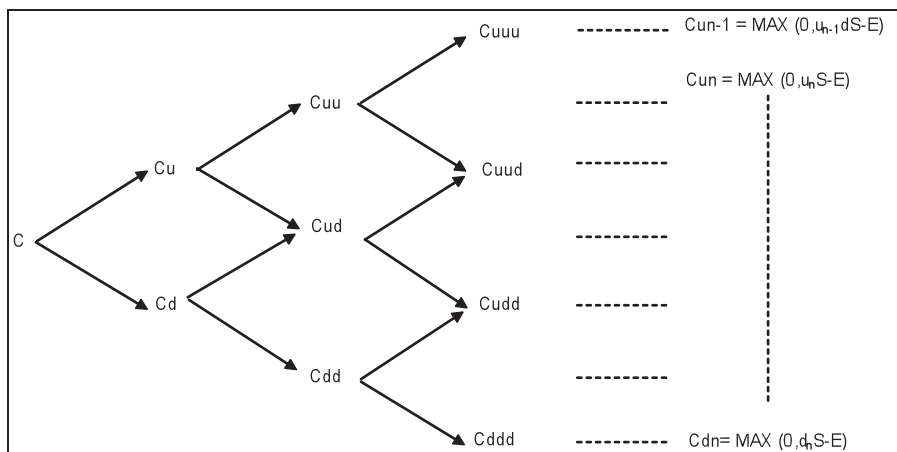 Cun-1 = MAX (0,un-1dS-E)
Cuuu
Cun = MAX (0,unS-E)
Cuu
Cu
Cuud
C
Cud
Cd
Cudd
Cdd
Cddd
Cdn= MAX (0,dnS-E)